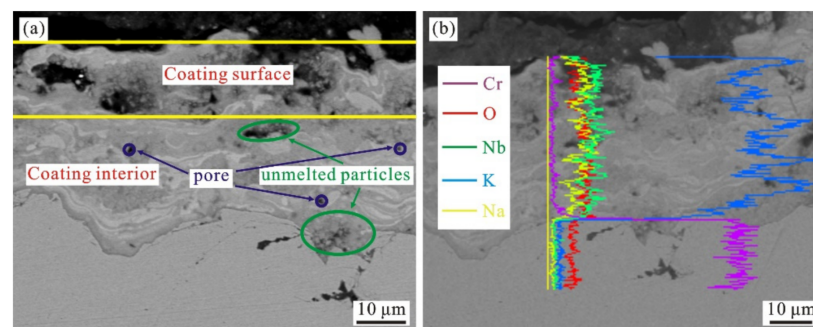 (a)
Coating surface
Coating interior
pore
unmelted particles
10 μm
(b)
Cr
O
Nb
K
Na
10 μm